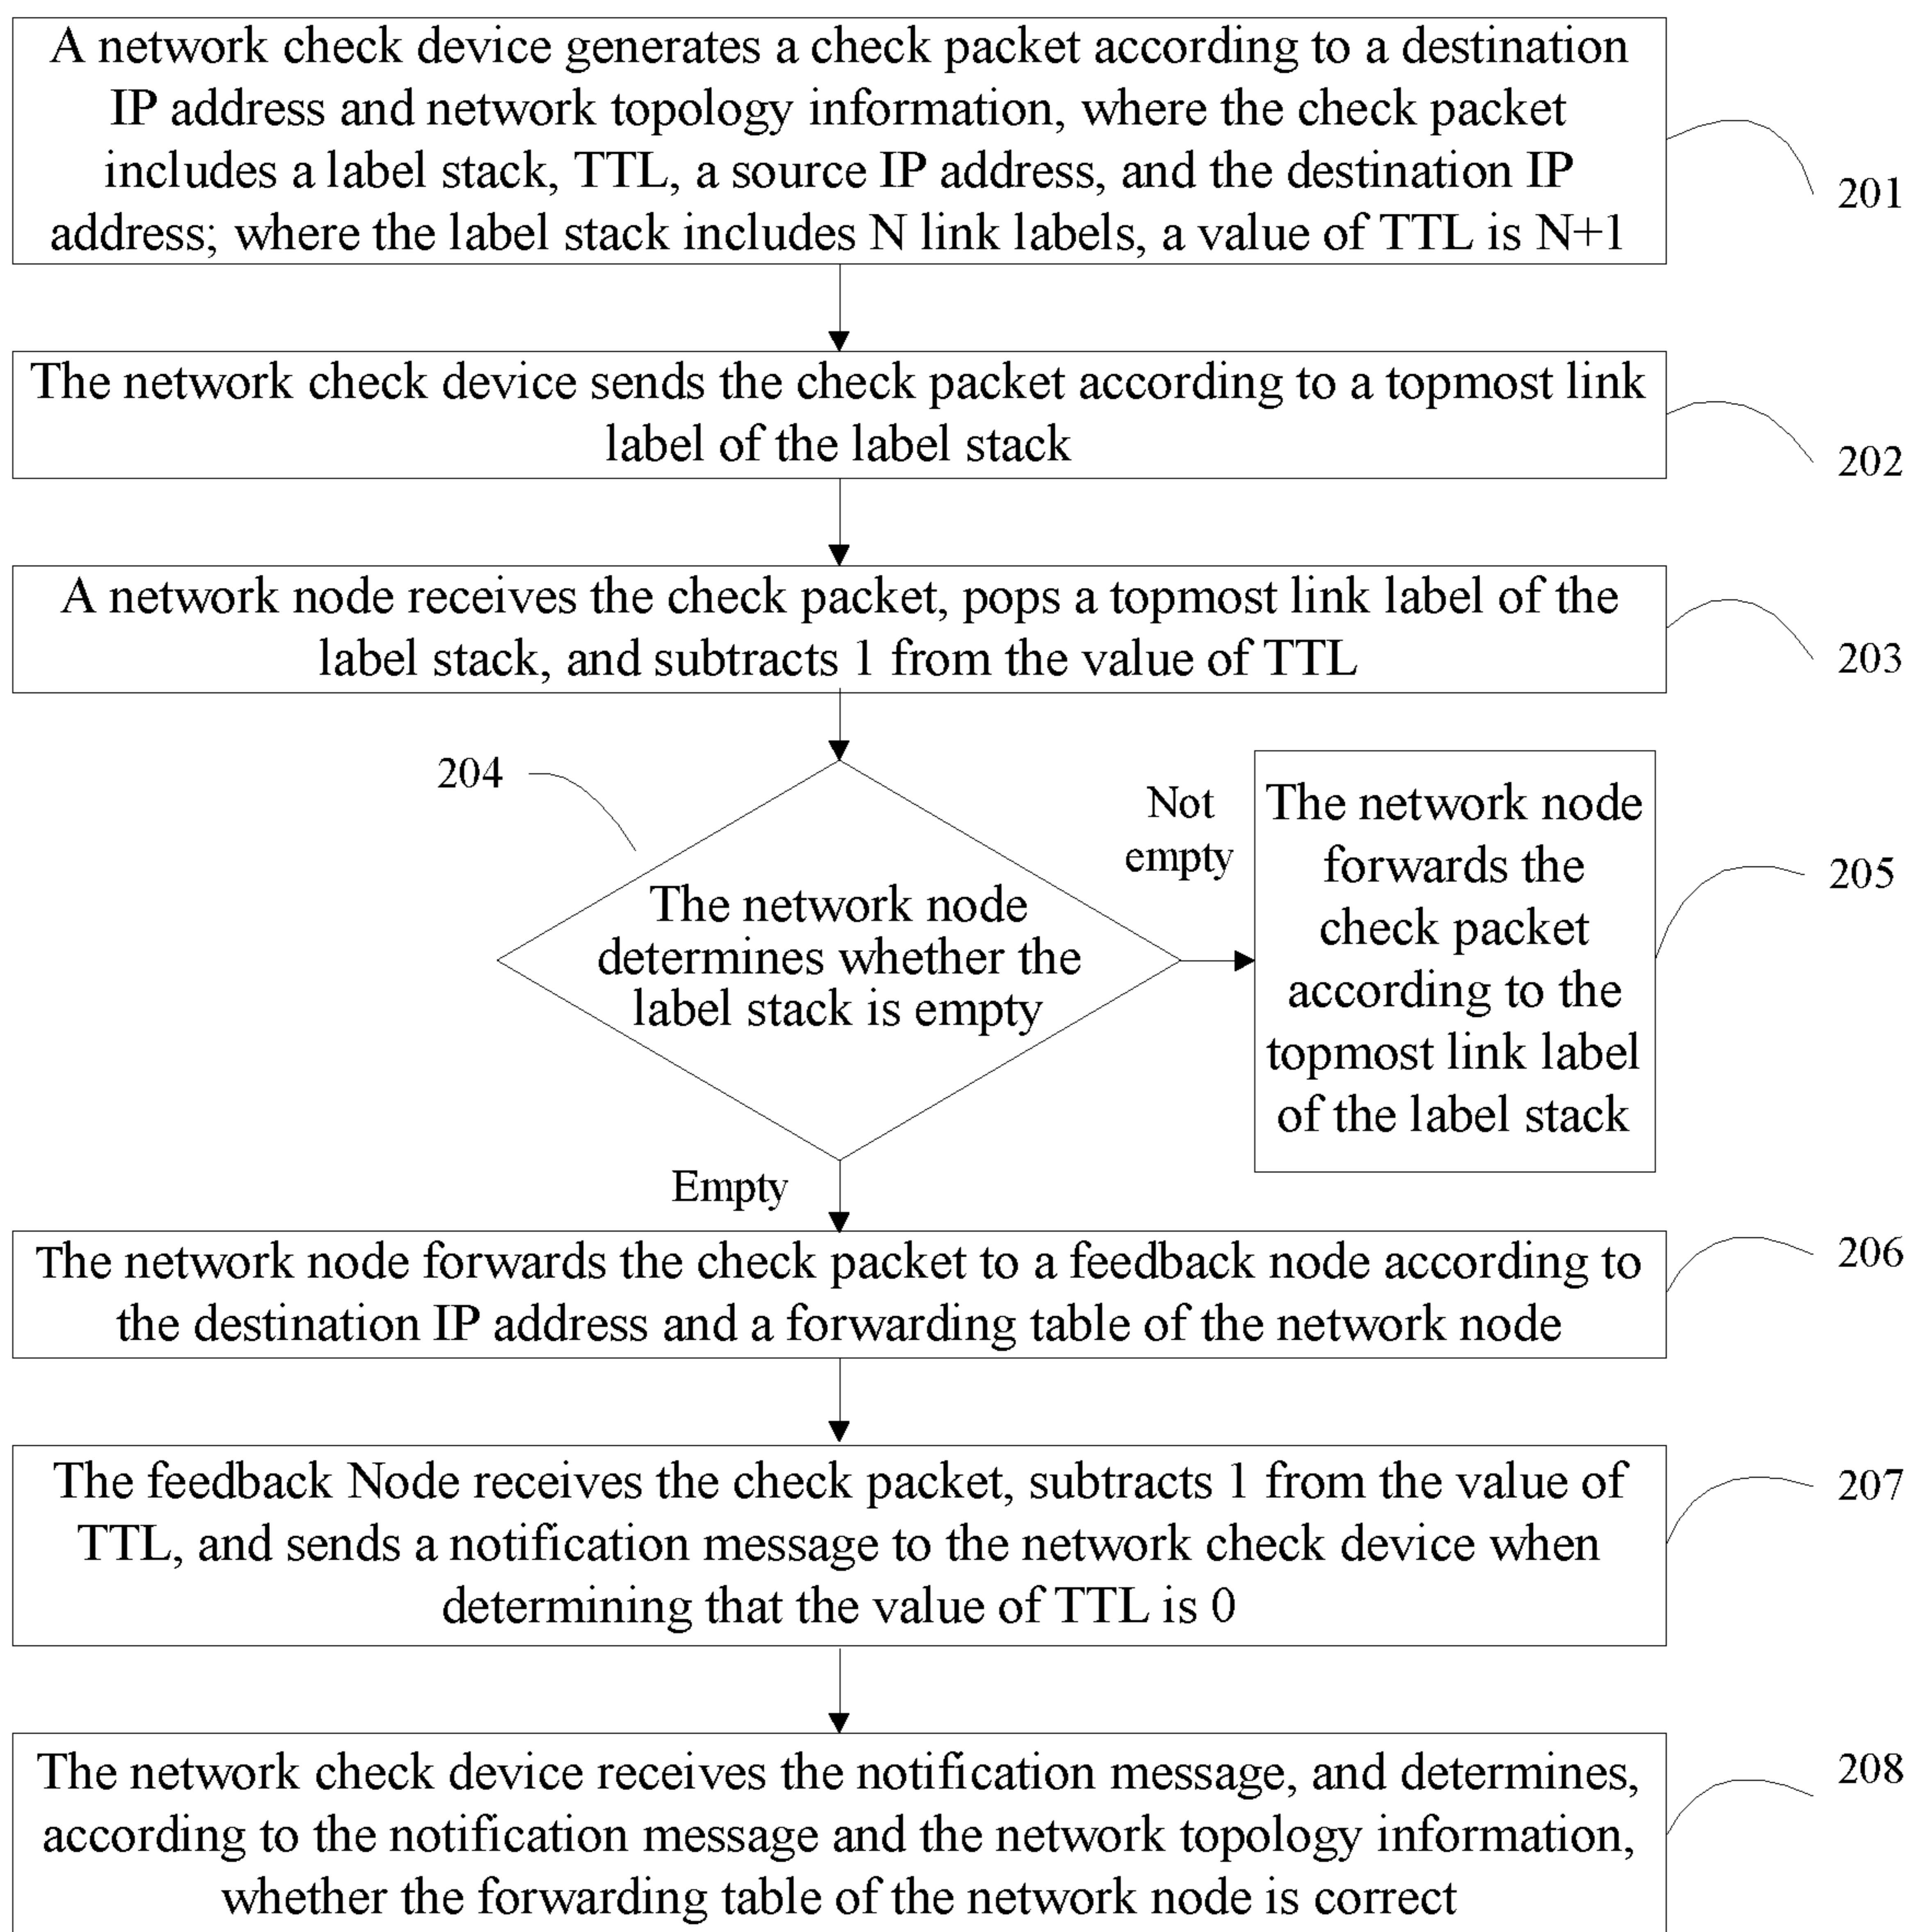 A network check device generates a check packet according to a destination
IP address and network topology information, where the check packet
includes a label stack, TTL, a source IP address, and the destination IP
address; where the label stack includes N link labels, a value of TTL is N+1
201
The network check device sends the check packet according to a topmost link
label of the label stack
202
A network node receives the check packet, pops a topmost link label of the
label stack, and subtracts 1 from the value of TTL
203
204
The network node
determines whether the
label stack is empty
Not
empty
The network node
forwards the
check packet
according to the
topmost link label
of the label stack
205
Empty
The network node forwards the check packet to a feedback node according to
the destination IP address and a forwarding table of the network node
206
The feedback Node receives the check packet, subtracts 1 from the value of
TTL, and sends a notification message to the network check device when
determining that the value of TTL is 0
207
The network check device receives the notification message, and determines,
according to the notification message and the network topology information,
whether the forwarding table of the network node is correct
208